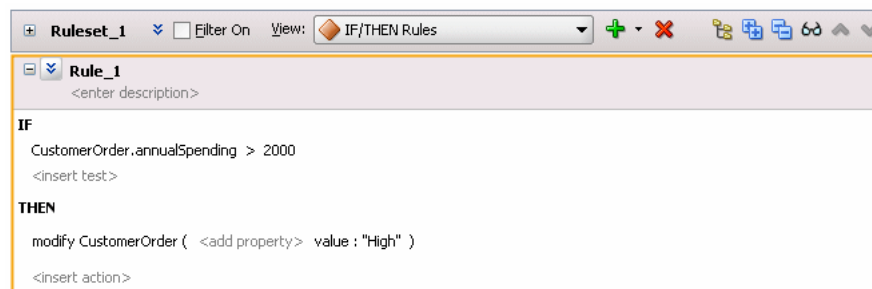 Ruleset_1 Filter On View: IF/THEN Rules
Rule_1
<enter description>
IF
CustomerOrder.annualSpending > 2000
<insert test>
THEN
modify CustomerOrder ( <add property> value : "High" )
<insert action>